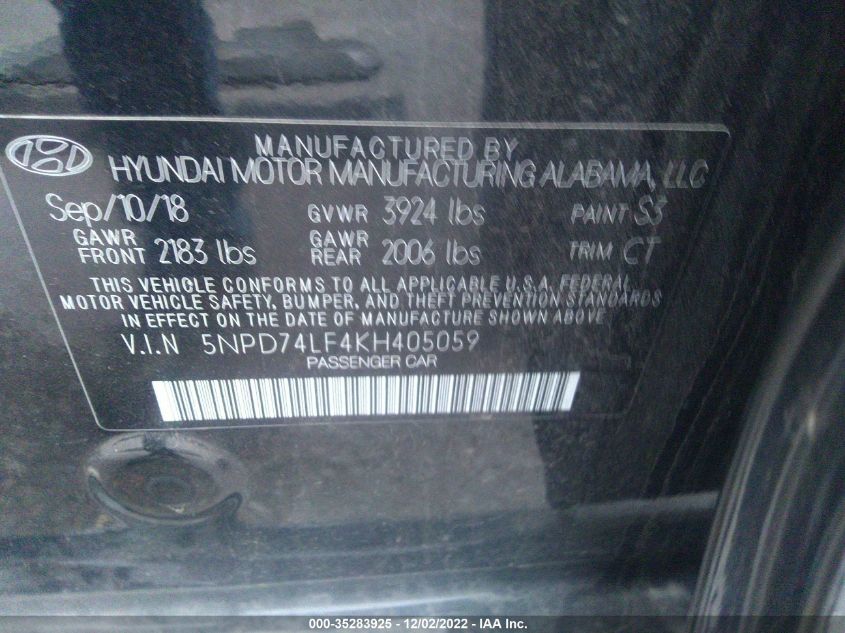 MANUFACTURED BY
HYUNDAI MOTOR MANUFACTURING ALABAMA, LLC
Sep/10/18 GVWR 3924 lbs PAINT S3
GAWR FRONT 2183 lbs GAWR REAR 2006 lbs TRIM CT
THIS VEHICLE CONFORMS TO ALL APPLICABLE U.S.A. FEDERAL
MOTOR VEHICLE SAFETY, BUMPER, AND THEFT PREVENTION STANDARDS
IN EFFECT ON THE DATE OF MANUFACTURE SHOWN ABOVE
V.I.N 5NPD74LF4KH405059
PASSENGER CAR
000-35283925 - 12/02/2022 - IAA Inc.